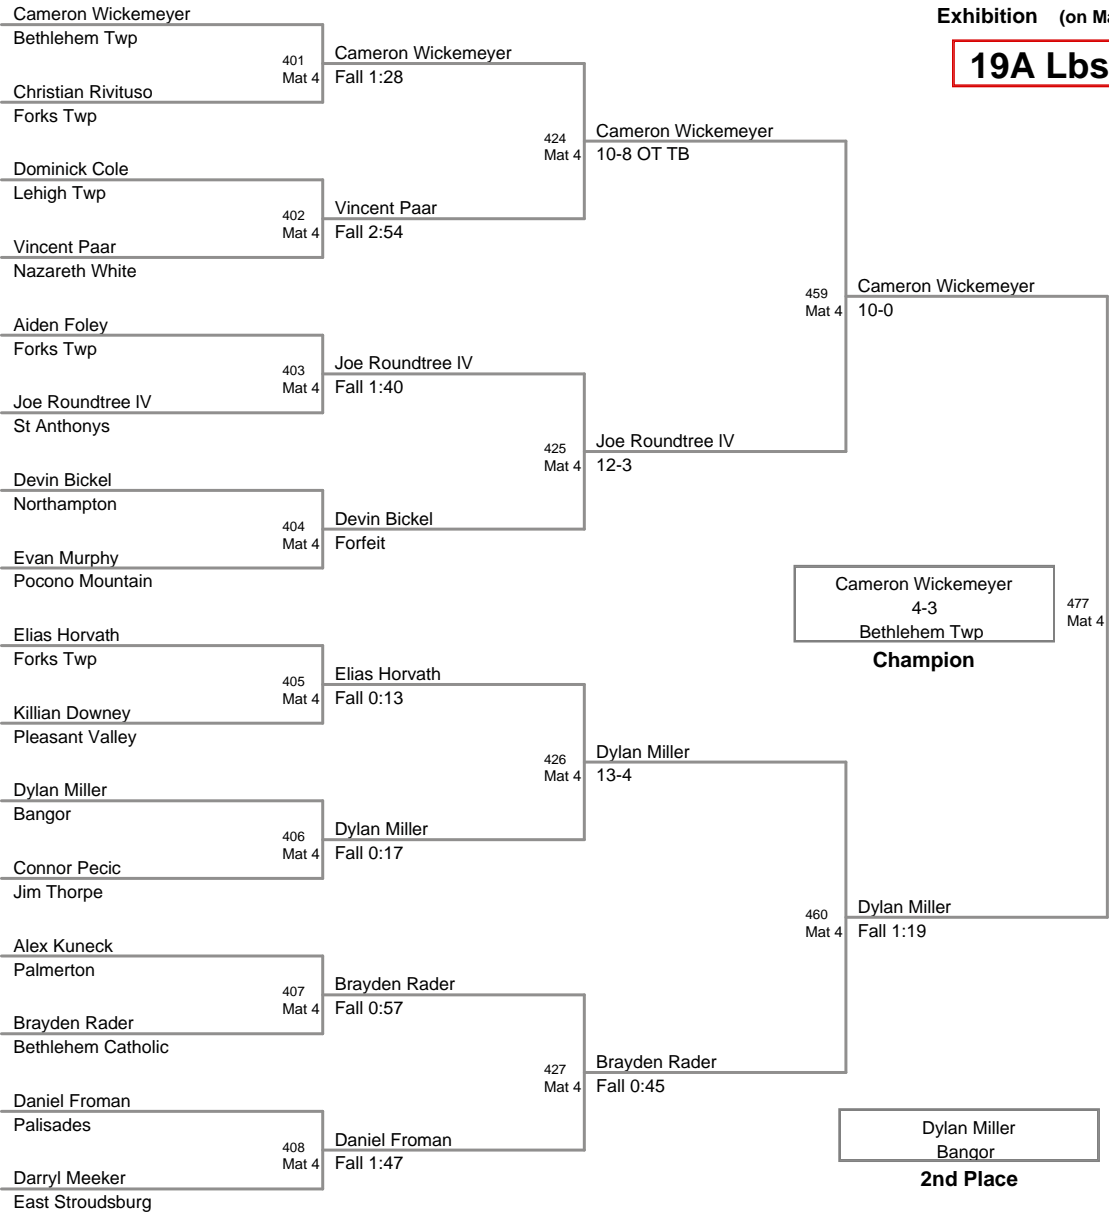 Cameron Wickemeyer
Bethlehem Twp
Exhibition (on Ma
19A Lbs
401
Mat 4
Cameron Wickemeyer
Fall 1:28
Christian Rivituso
Forks Twp
424
Mat 4
Cameron Wickemeyer
10-8 OT TB
Dominick Cole
Lehigh Twp
402
Mat 4
Vincent Paar
Fall 2:54
Vincent Paar
Nazareth White
459
Mat 4
Cameron Wickemeyer
10-0
Aiden Foley
Forks Twp
403
Mat 4
Joe Roundtree IV
Fall 1:40
Joe Roundtree IV
St Anthonys
425
Mat 4
Joe Roundtree IV
12-3
Devin Bickel
Northampton
404
Mat 4
Devin Bickel
Forfeit
Evan Murphy
Pocono Mountain
Cameron Wickemeyer
4-3
Bethlehem Twp
Champion
477
Mat 4
Elias Horvath
Forks Twp
405
Mat 4
Elias Horvath
Fall 0:13
Killian Downey
Pleasant Valley
426
Mat 4
Dylan Miller
13-4
Dylan Miller
Bangor
406
Mat 4
Dylan Miller
Fall 0:17
Connor Pecic
Jim Thorpe
460
Mat 4
Dylan Miller
Fall 1:19
Alex Kuneck
Palmerton
407
Mat 4
Brayden Rader
Fall 0:57
Brayden Rader
Bethlehem Catholic
427
Mat 4
Brayden Rader
Fall 0:45
Daniel Froman
Palisades
408
Mat 4
Daniel Froman
Fall 1:47
Darryl Meeker
East Stroudsburg
Dylan Miller
Bangor
2nd Place